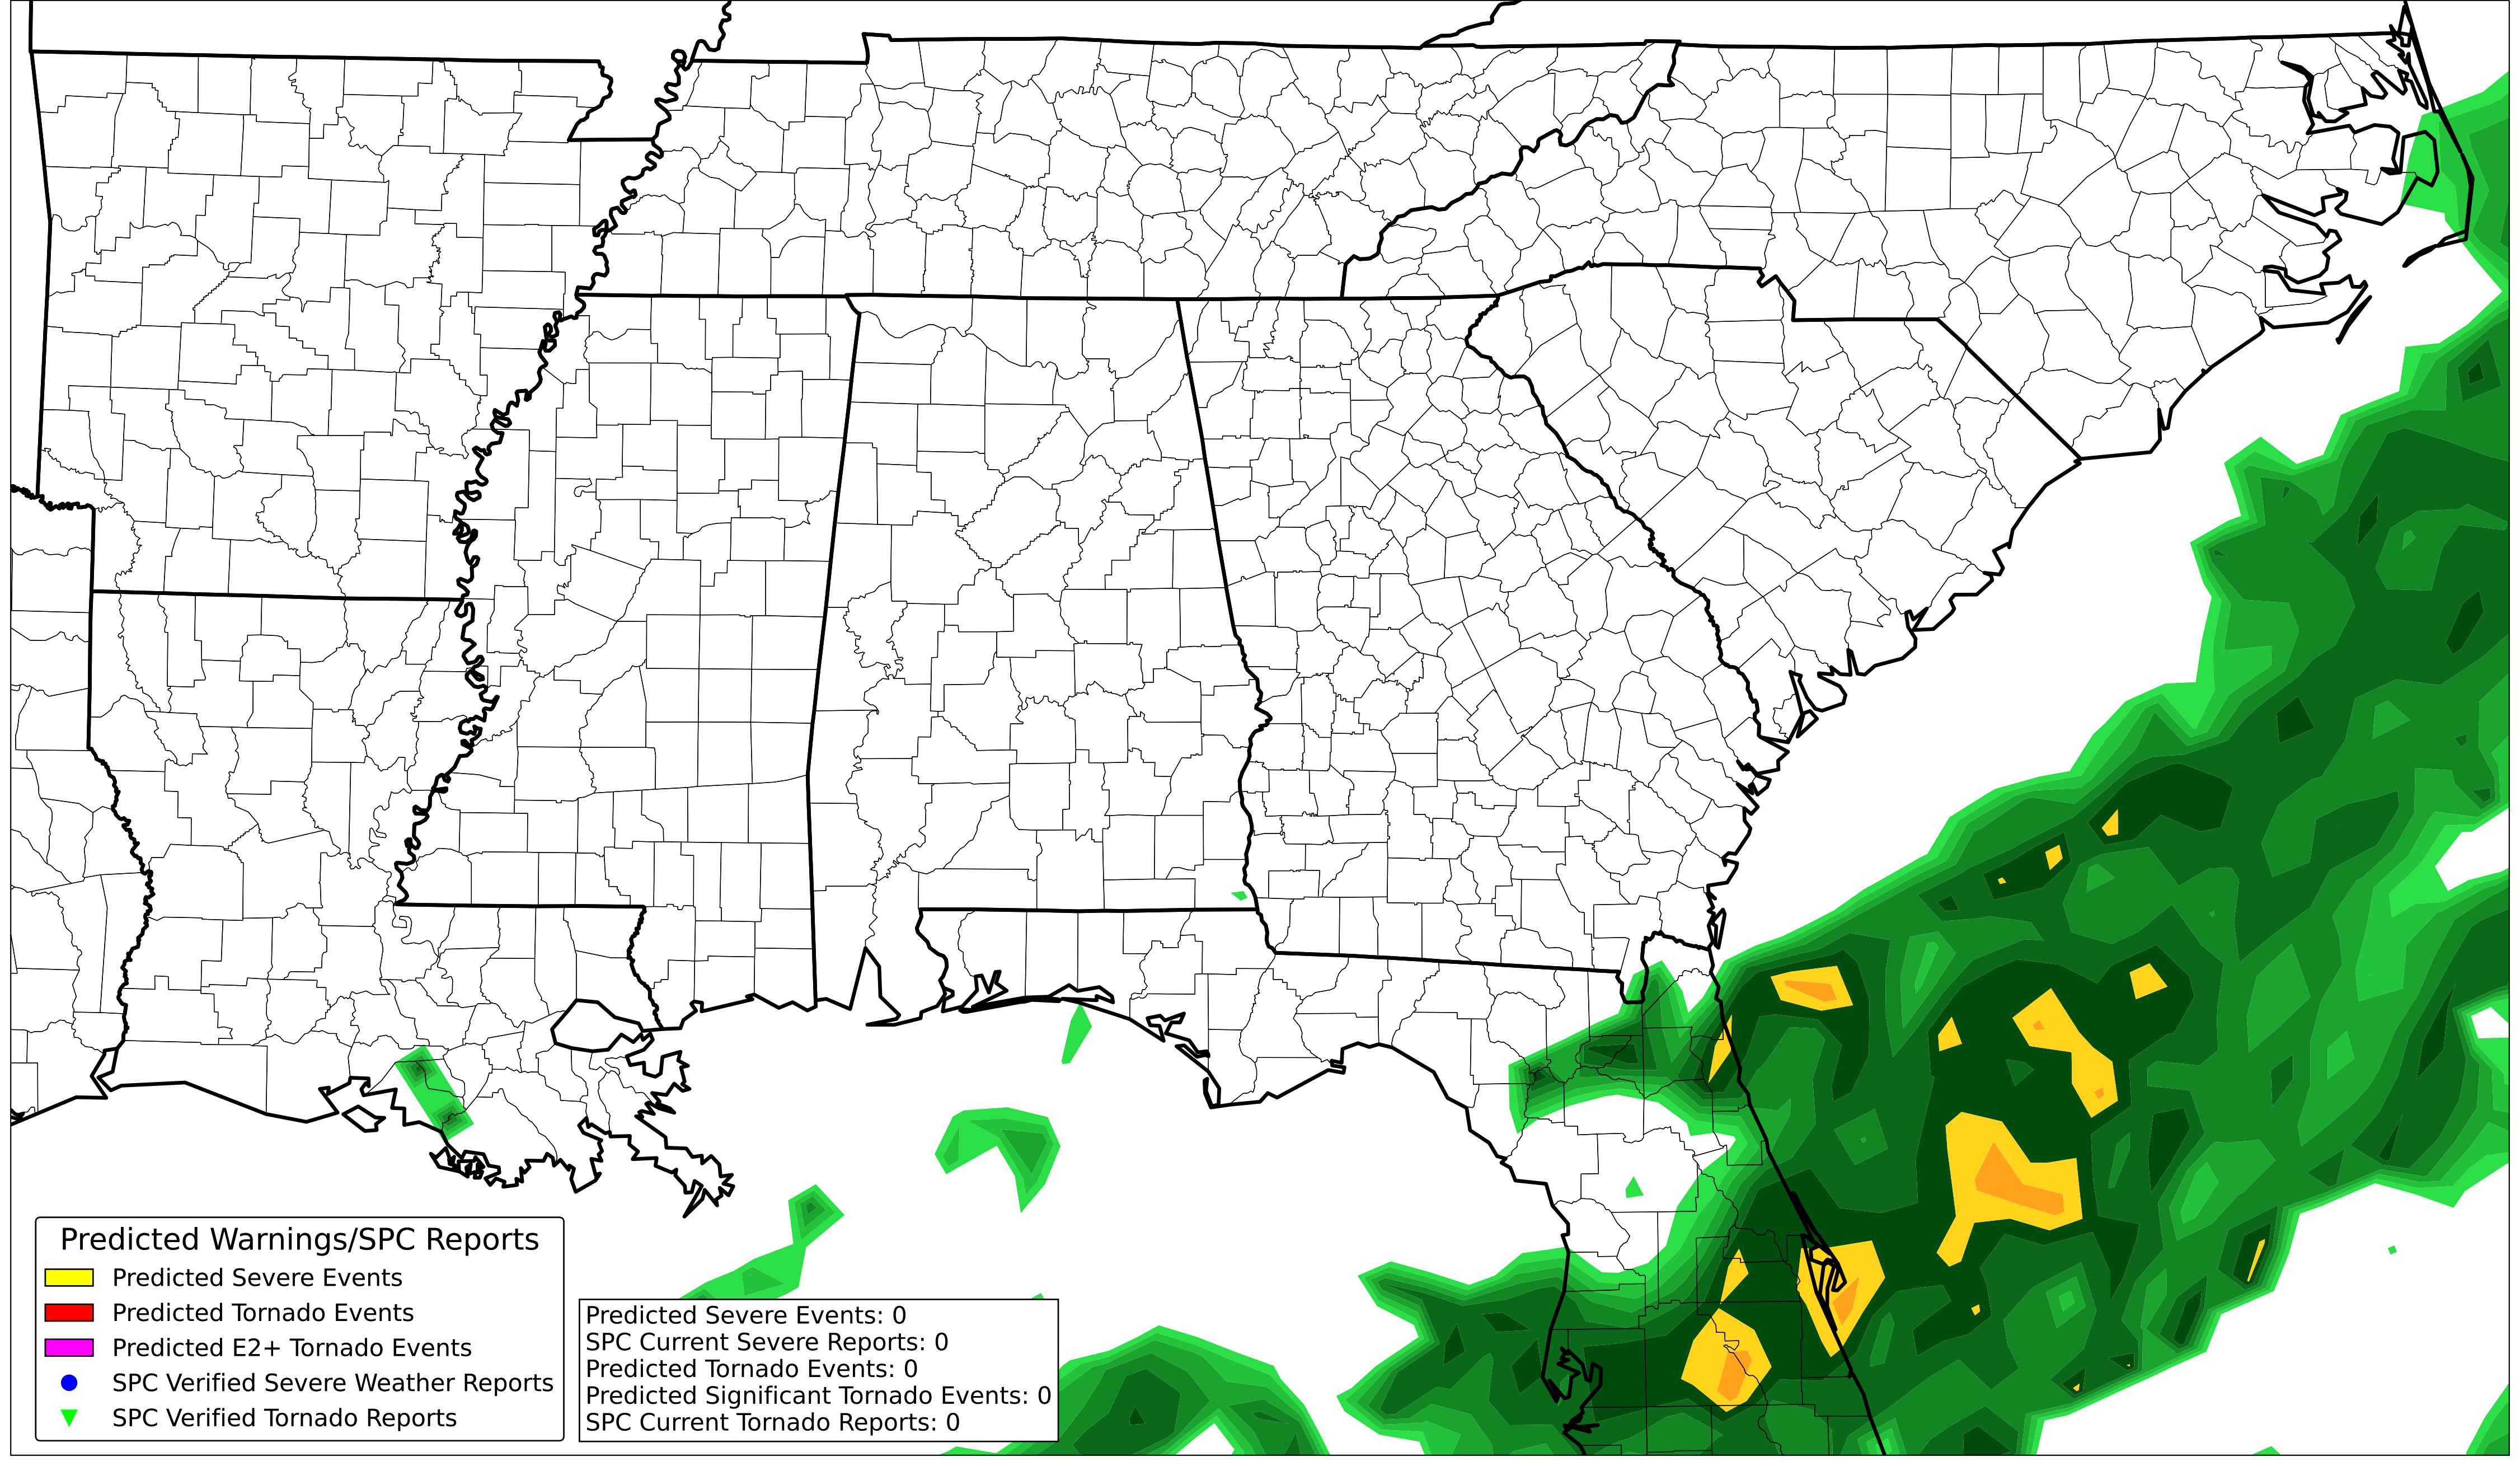 Predicted Warnings/SPC Reports
Predicted Severe Events
Predicted Tornado Events
Predicted E2+ Tornado Events
SPC Verified Severe Weather Reports
SPC Verified Tornado Reports
Predicted Severe Events: 0
SPC Current Severe Reports: 0
Predicted Tornado Events: 0
Predicted Significant Tornado Events: 0
SPC Current Tornado Reports: 0